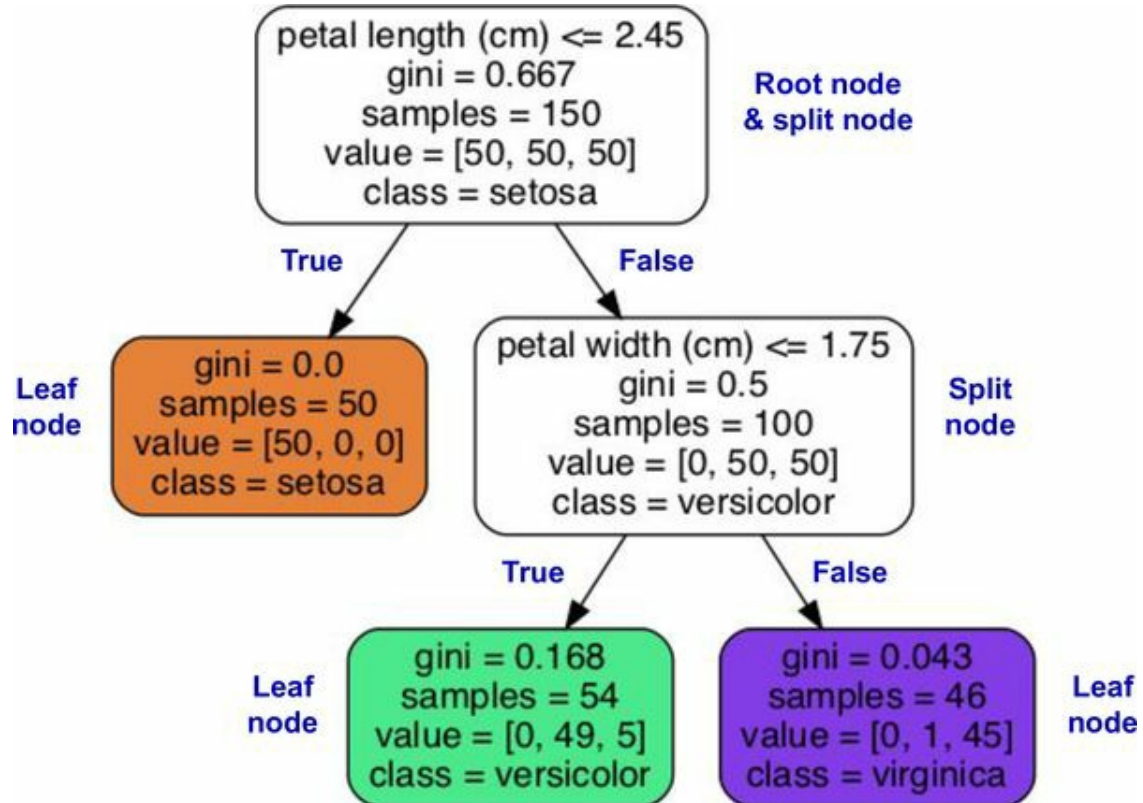 petal length (cm) <= 2.45
gini = 0.667
samples = 150
value = [50, 50, 50]
class = setosa
Root node
& split node
True
False
Leaf
node
gini = 0.0
samples = 50
value = [50, 0, 0]
class = setosa
petal width (cm) <= 1.75
gini = 0.5
samples = 100
value = [0, 50, 50]
class = versicolor
Split
node
True
False
Leaf
node
gini = 0.168
samples = 54
value = [0, 49, 5]
class = versicolor
gini = 0.043
samples = 46
value = [0, 1, 45]
class = virginica
Leaf
node